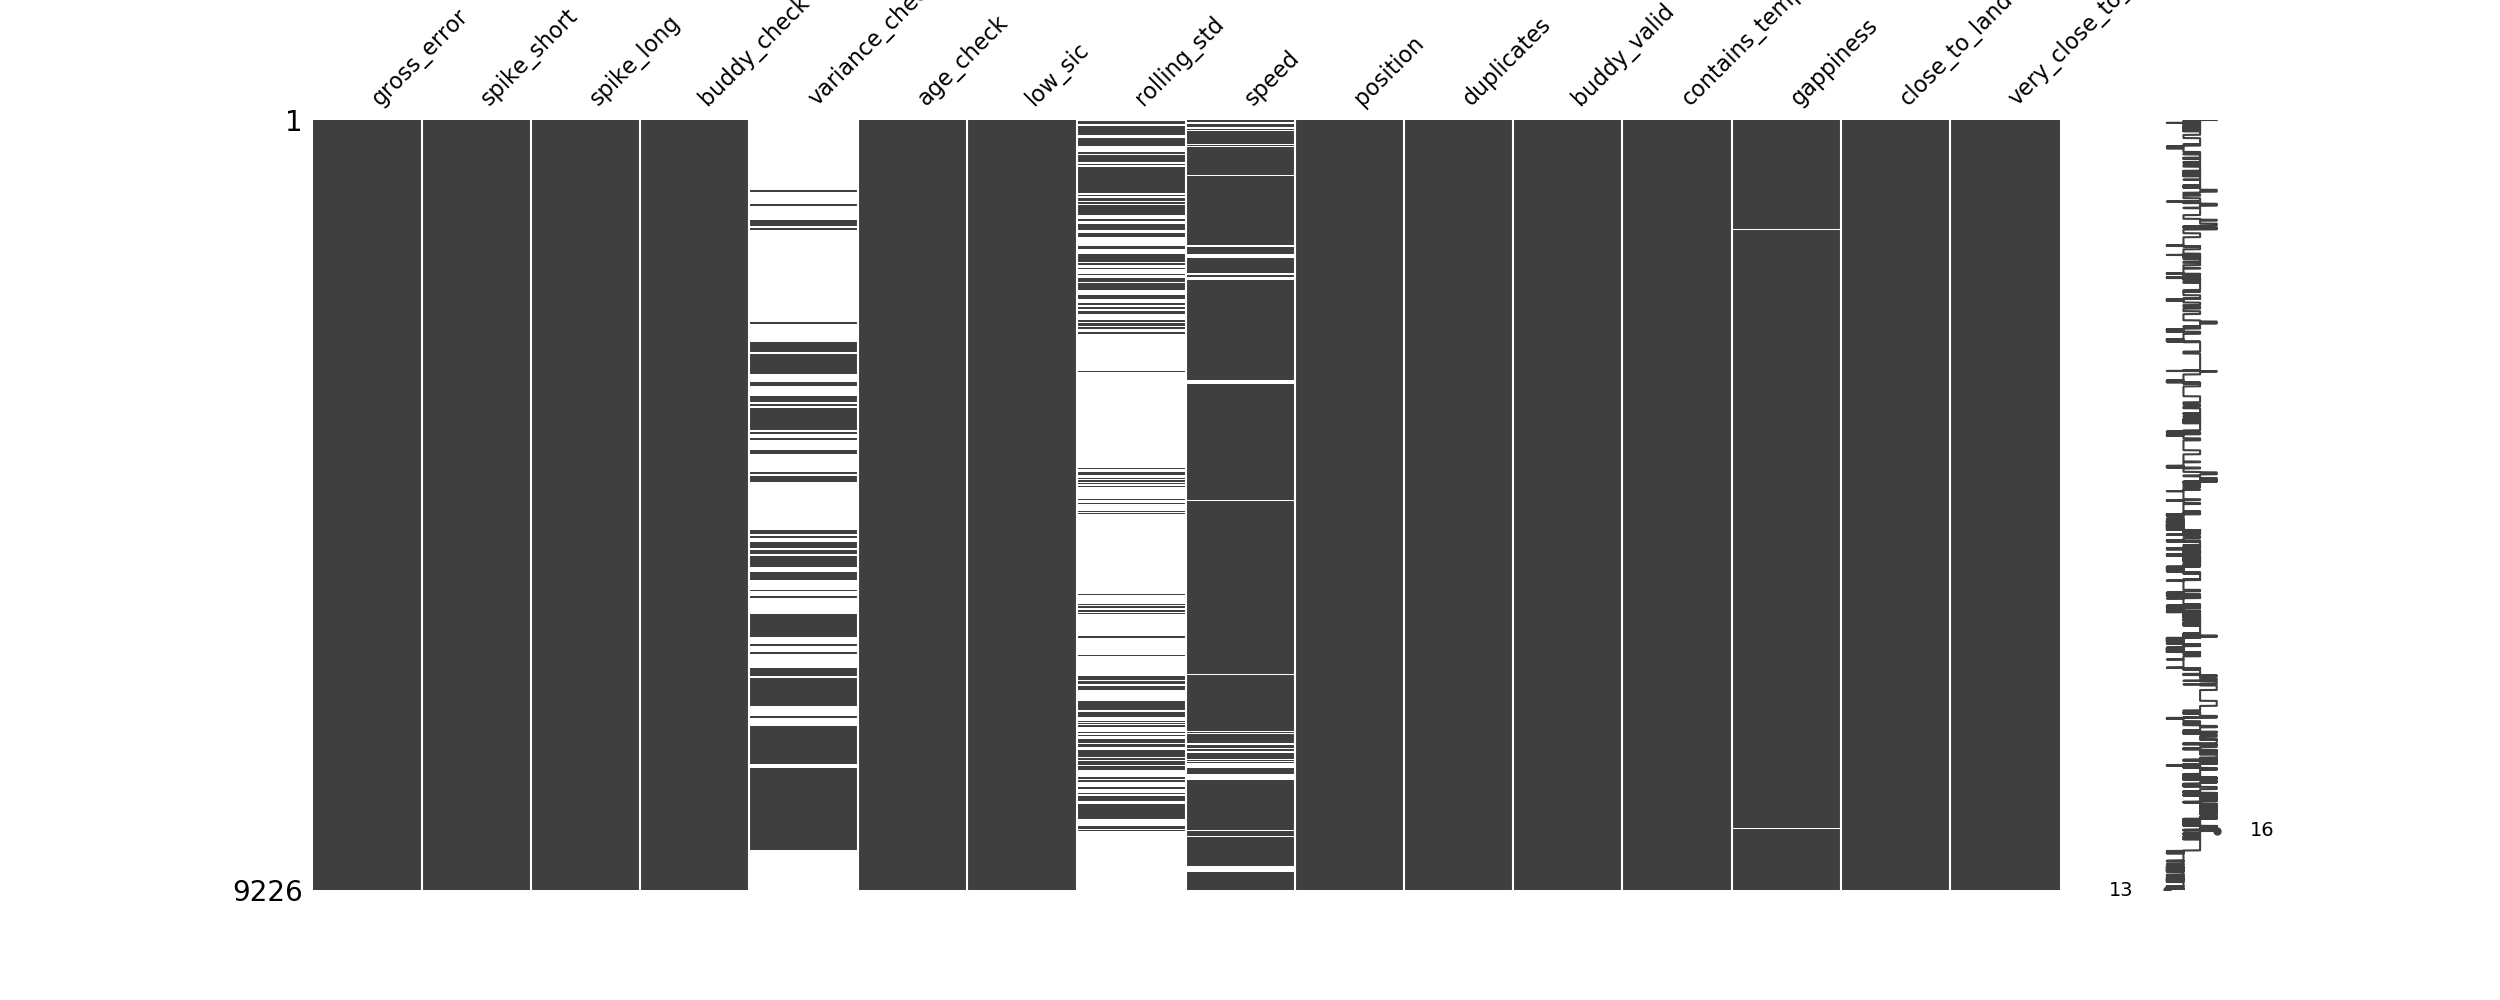 gross_error
spike_short
spike_long
buddy_check
age_check
low_sic
rolling_std
speed
position
duplicates
buddy_valid
gappiness
close_to_land
1
9226
16
13